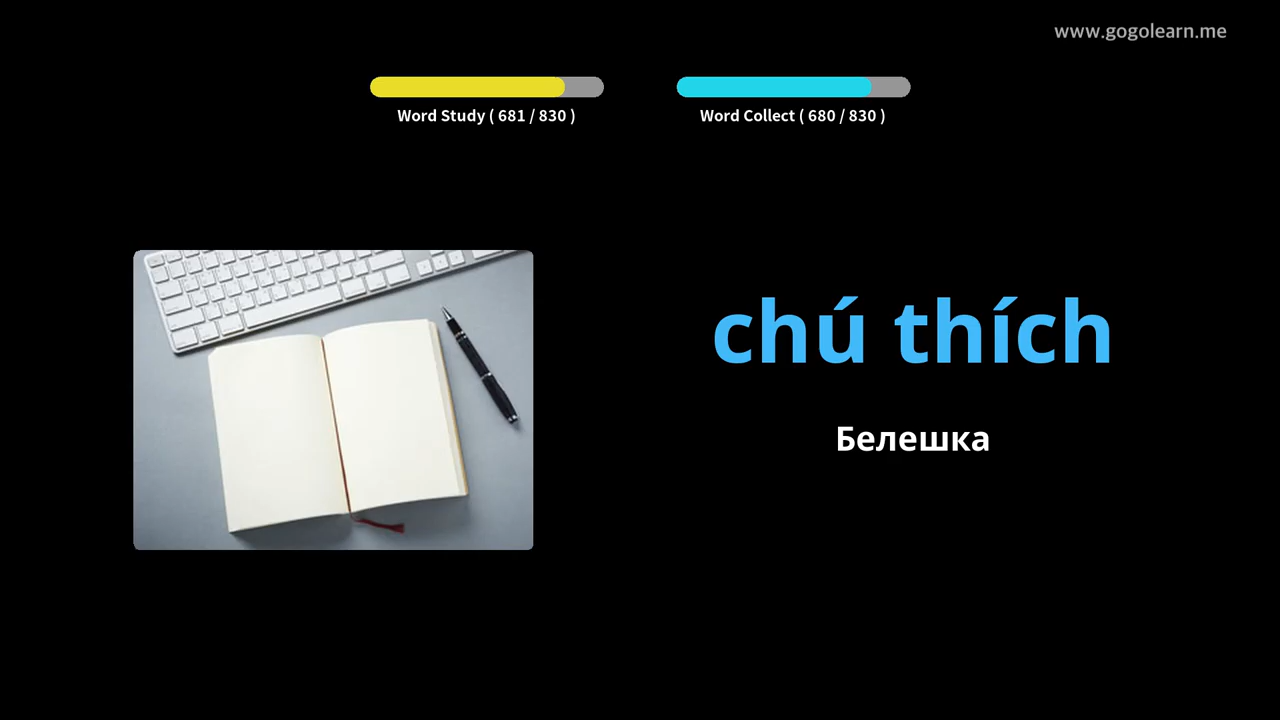 www.gogolearn.me
Word Study ( 681 / 830 )
Word Collect ( 680 / 830 )
chú thích
Белешка